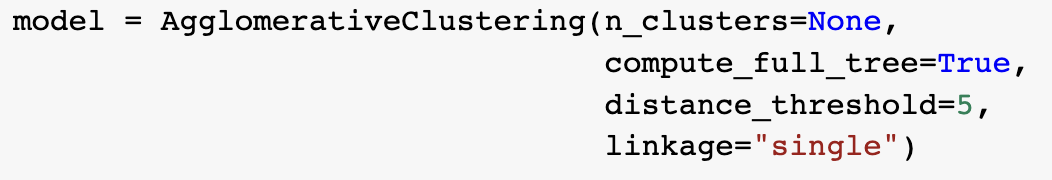 model = AgglomerativeClustering(n_clusters=None,
                                compute_full_tree=True,
                                distance_threshold=5,
                                linkage="single")